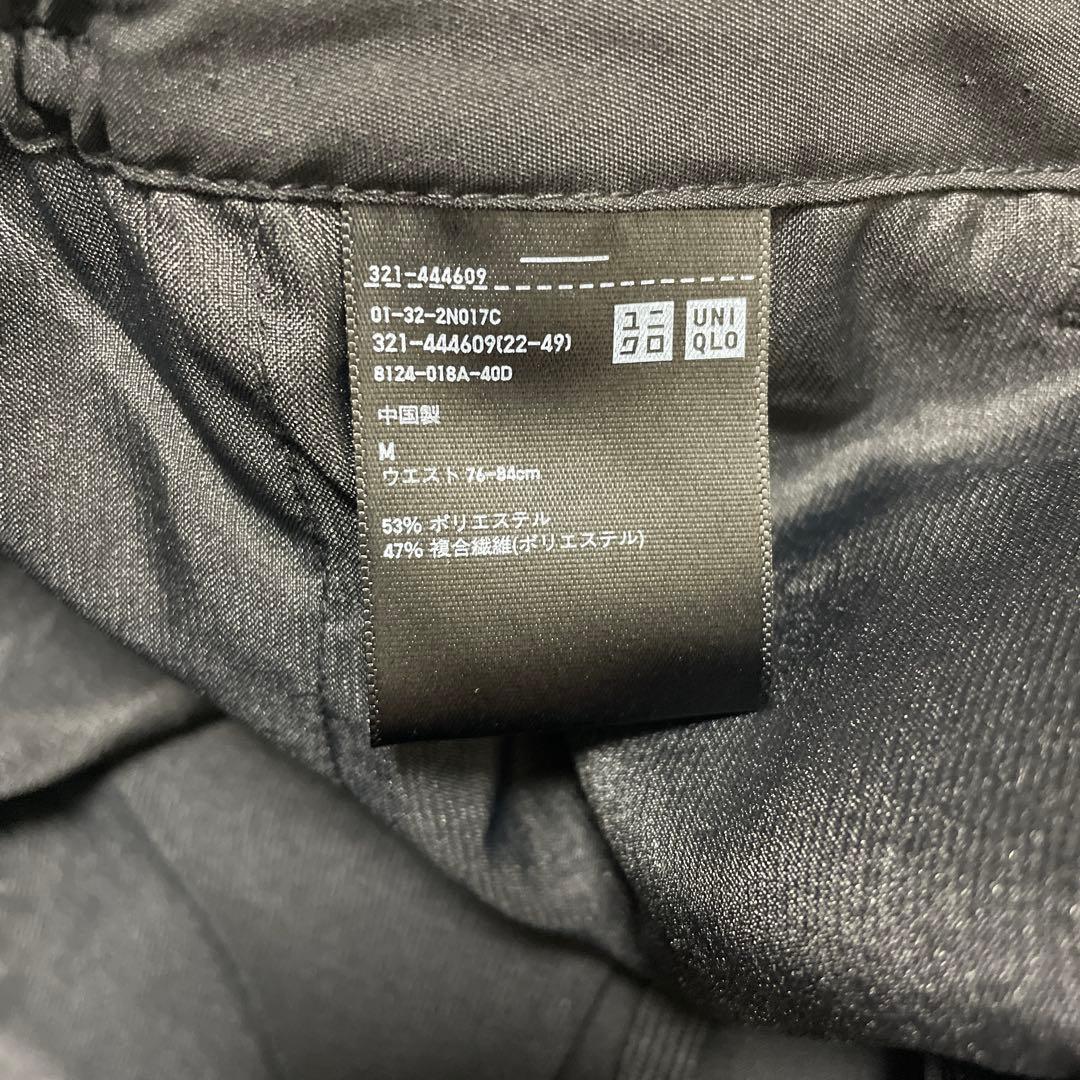 321-444609
01-32-2N017C
321-444609(22-49)
8124-018A-40D
ユニ
クロ
UNI
QLO
中国製
M
ウエスト 76-84cm
53% ポリエステル
47% 複合繊維(ポリエステル)